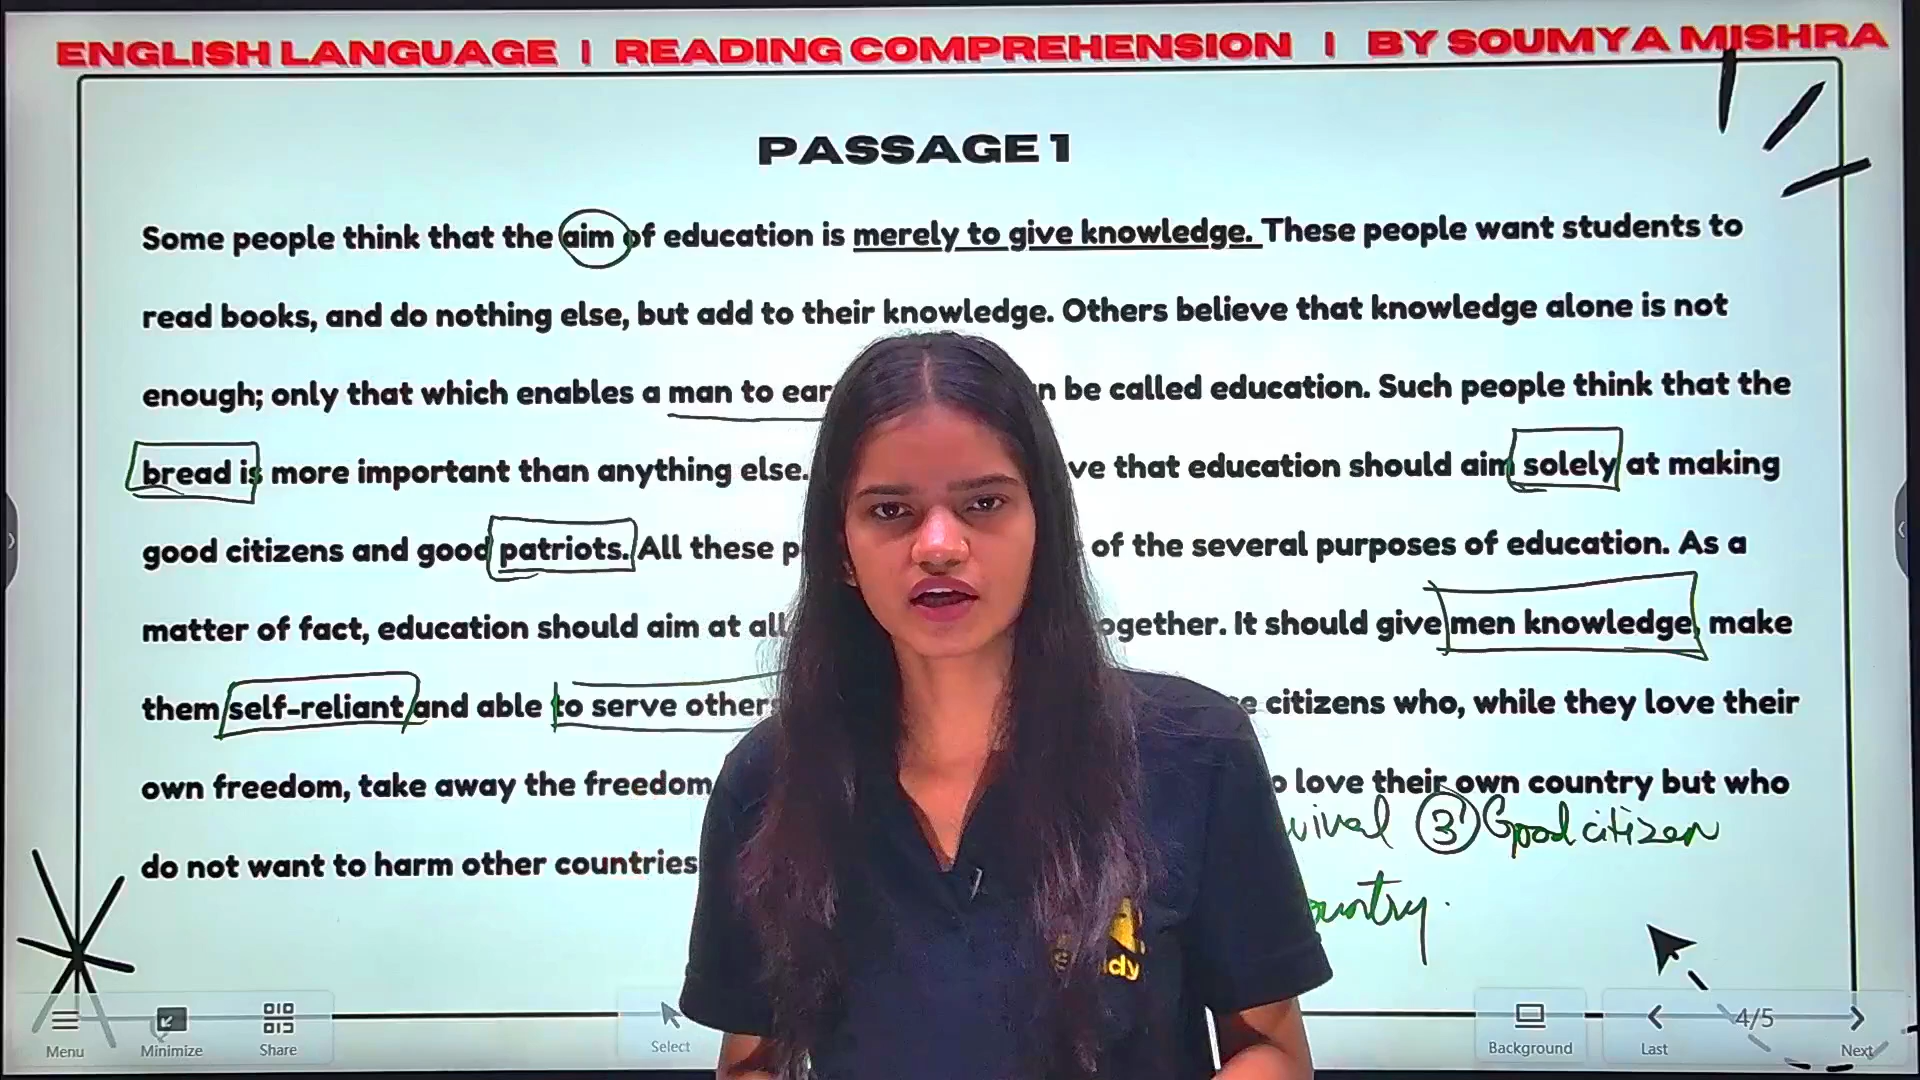 ENGLISH LANGUAGE | READING COMPREHENSION | BY SOUMYA MISHRA
PASSAGE 1
Some people think that the aim of education is merely to give knowledge. These people want students to
read books, and do nothing else, but add to their knowledge. Others believe that knowledge alone is not
enough; only that which enables a man to be called education. Such people think that the
bread is more important than anything else. that education should aim solely at making
good citizens and good patriots. All these of the several purposes of education. As a
matter of fact, education should aim at all together. It should give men knowledge, make
them self-reliant and able to serve others citizens who, while they love their
own freedom, take away the freedom love their own country but who
do not want to harm other countries
3 Good citizen
country.
Menu
Minimize
Share
Select
Background
Last
4/5
Next